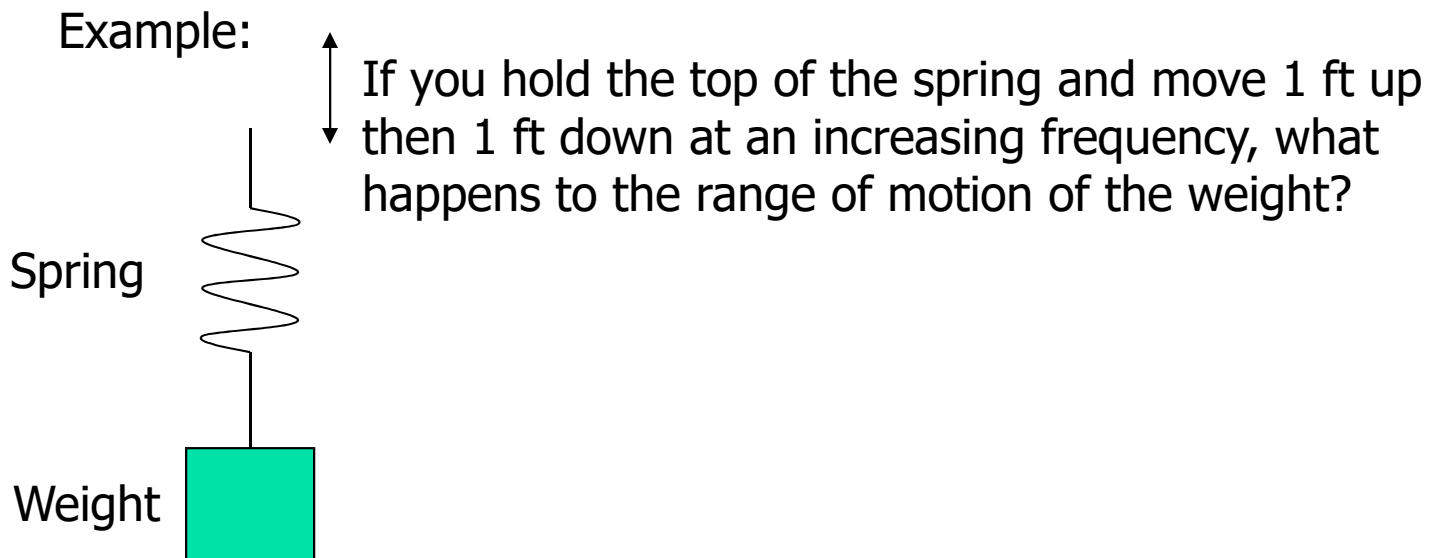 Example:
If you hold the top of the spring and move 1 ft up
then 1 ft down at an increasing frequency, what
happens to the range of motion of the weight?
Spring
Weight